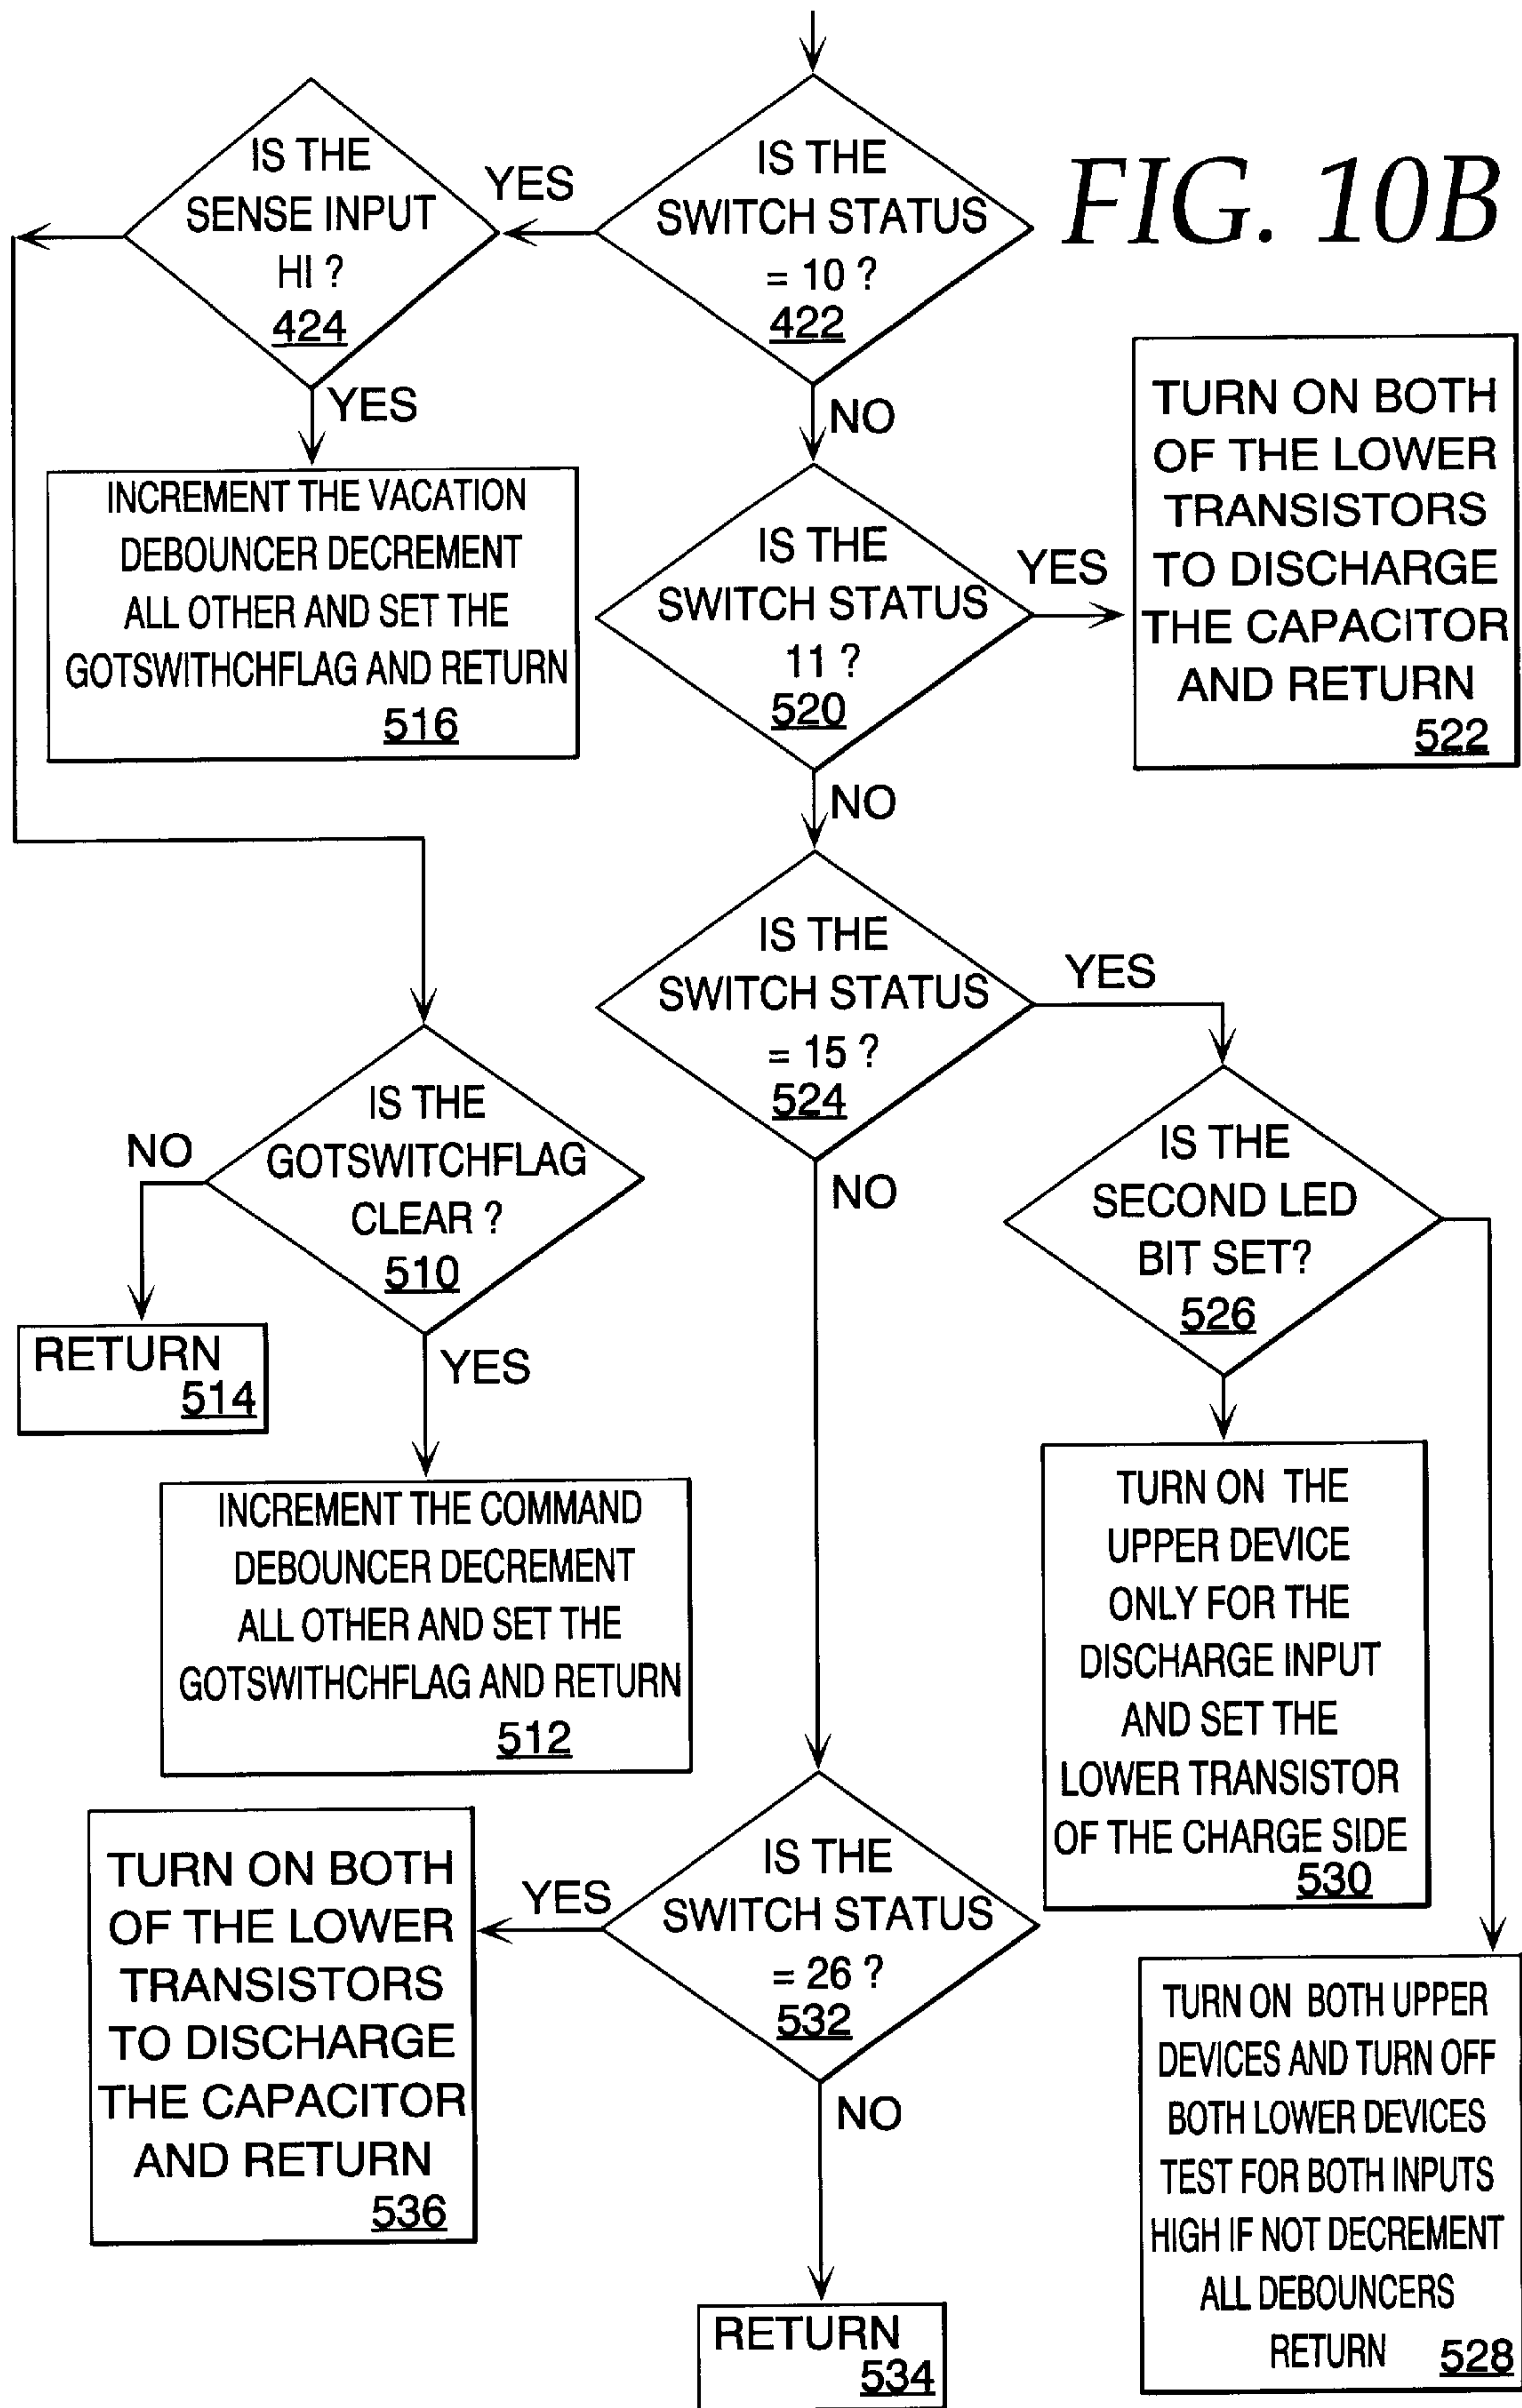 FIG. 10B
IS THE
SENSE INPUT
HI ?
424
YES
IS THE
SWITCH STATUS
= 10 ?
422
YES
NO
INCREMENT THE VACATION
DEBOUNCER DECREMENT
ALL OTHER AND SET THE
GOTSWITHCHFLAG AND RETURN
516
IS THE
SWITCH STATUS
11 ?
520
YES
TURN ON BOTH
OF THE LOWER
TRANSISTORS
TO DISCHARGE
THE CAPACITOR
AND RETURN
522
NO
IS THE
SWITCH STATUS
= 15 ?
524
YES
NO
IS THE
GOTSWITCHFLAG
CLEAR ?
510
NO
RETURN
514
YES
INCREMENT THE COMMAND
DEBOUNCER DECREMENT
ALL OTHER AND SET THE
GOTSWITHCHFLAG AND RETURN
512
IS THE
SECOND LED
BIT SET?
526
TURN ON THE
UPPER DEVICE
ONLY FOR THE
DISCHARGE INPUT
AND SET THE
LOWER TRANSISTOR
OF THE CHARGE SIDE
530
IS THE
SWITCH STATUS
= 26 ?
532
YES
TURN ON BOTH
OF THE LOWER
TRANSISTORS
TO DISCHARGE
THE CAPACITOR
AND RETURN
536
NO
RETURN
534
TURN ON BOTH UPPER
DEVICES AND TURN OFF
BOTH LOWER DEVICES
TEST FOR BOTH INPUTS
HIGH IF NOT DECREMENT
ALL DEBOUNCERS
RETURN 528